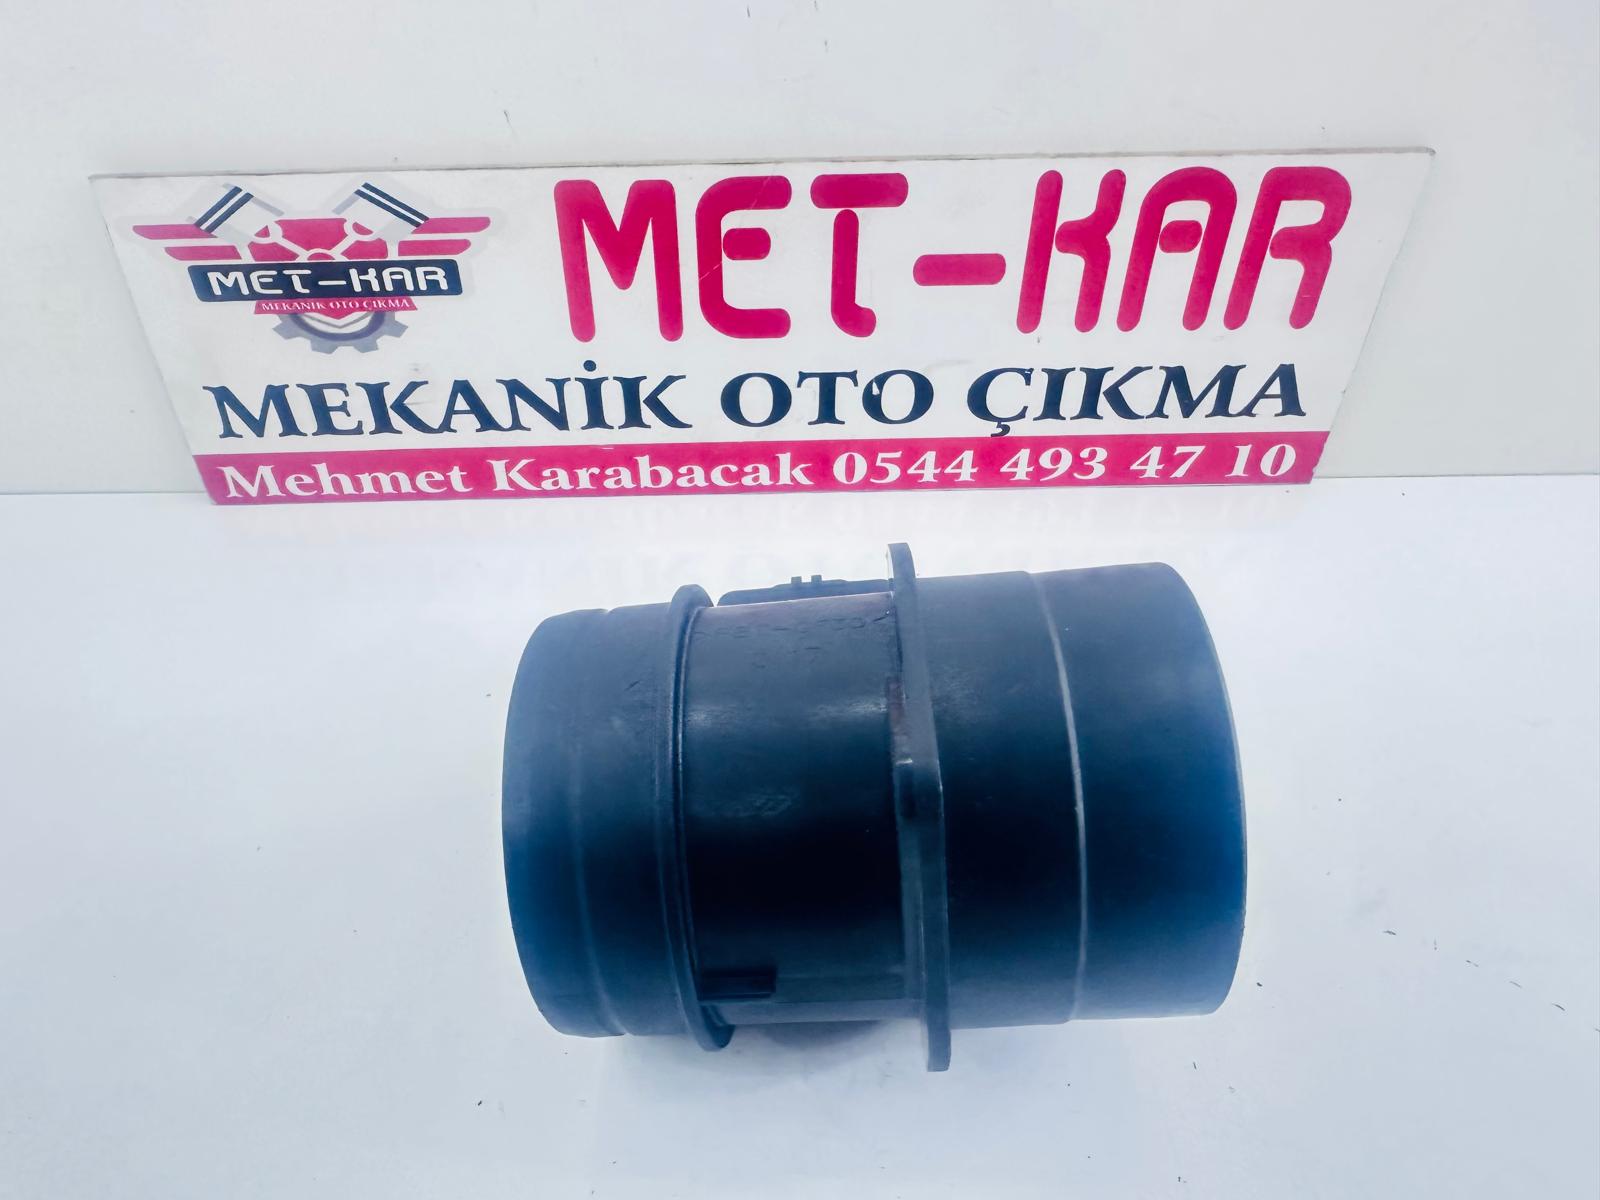 MET-KAR
MEKANİK OTO ÇIKMA
MET-KAR
MEKANİK OTO ÇIKMA
Mehmet Karabacak 0544 493 47 10